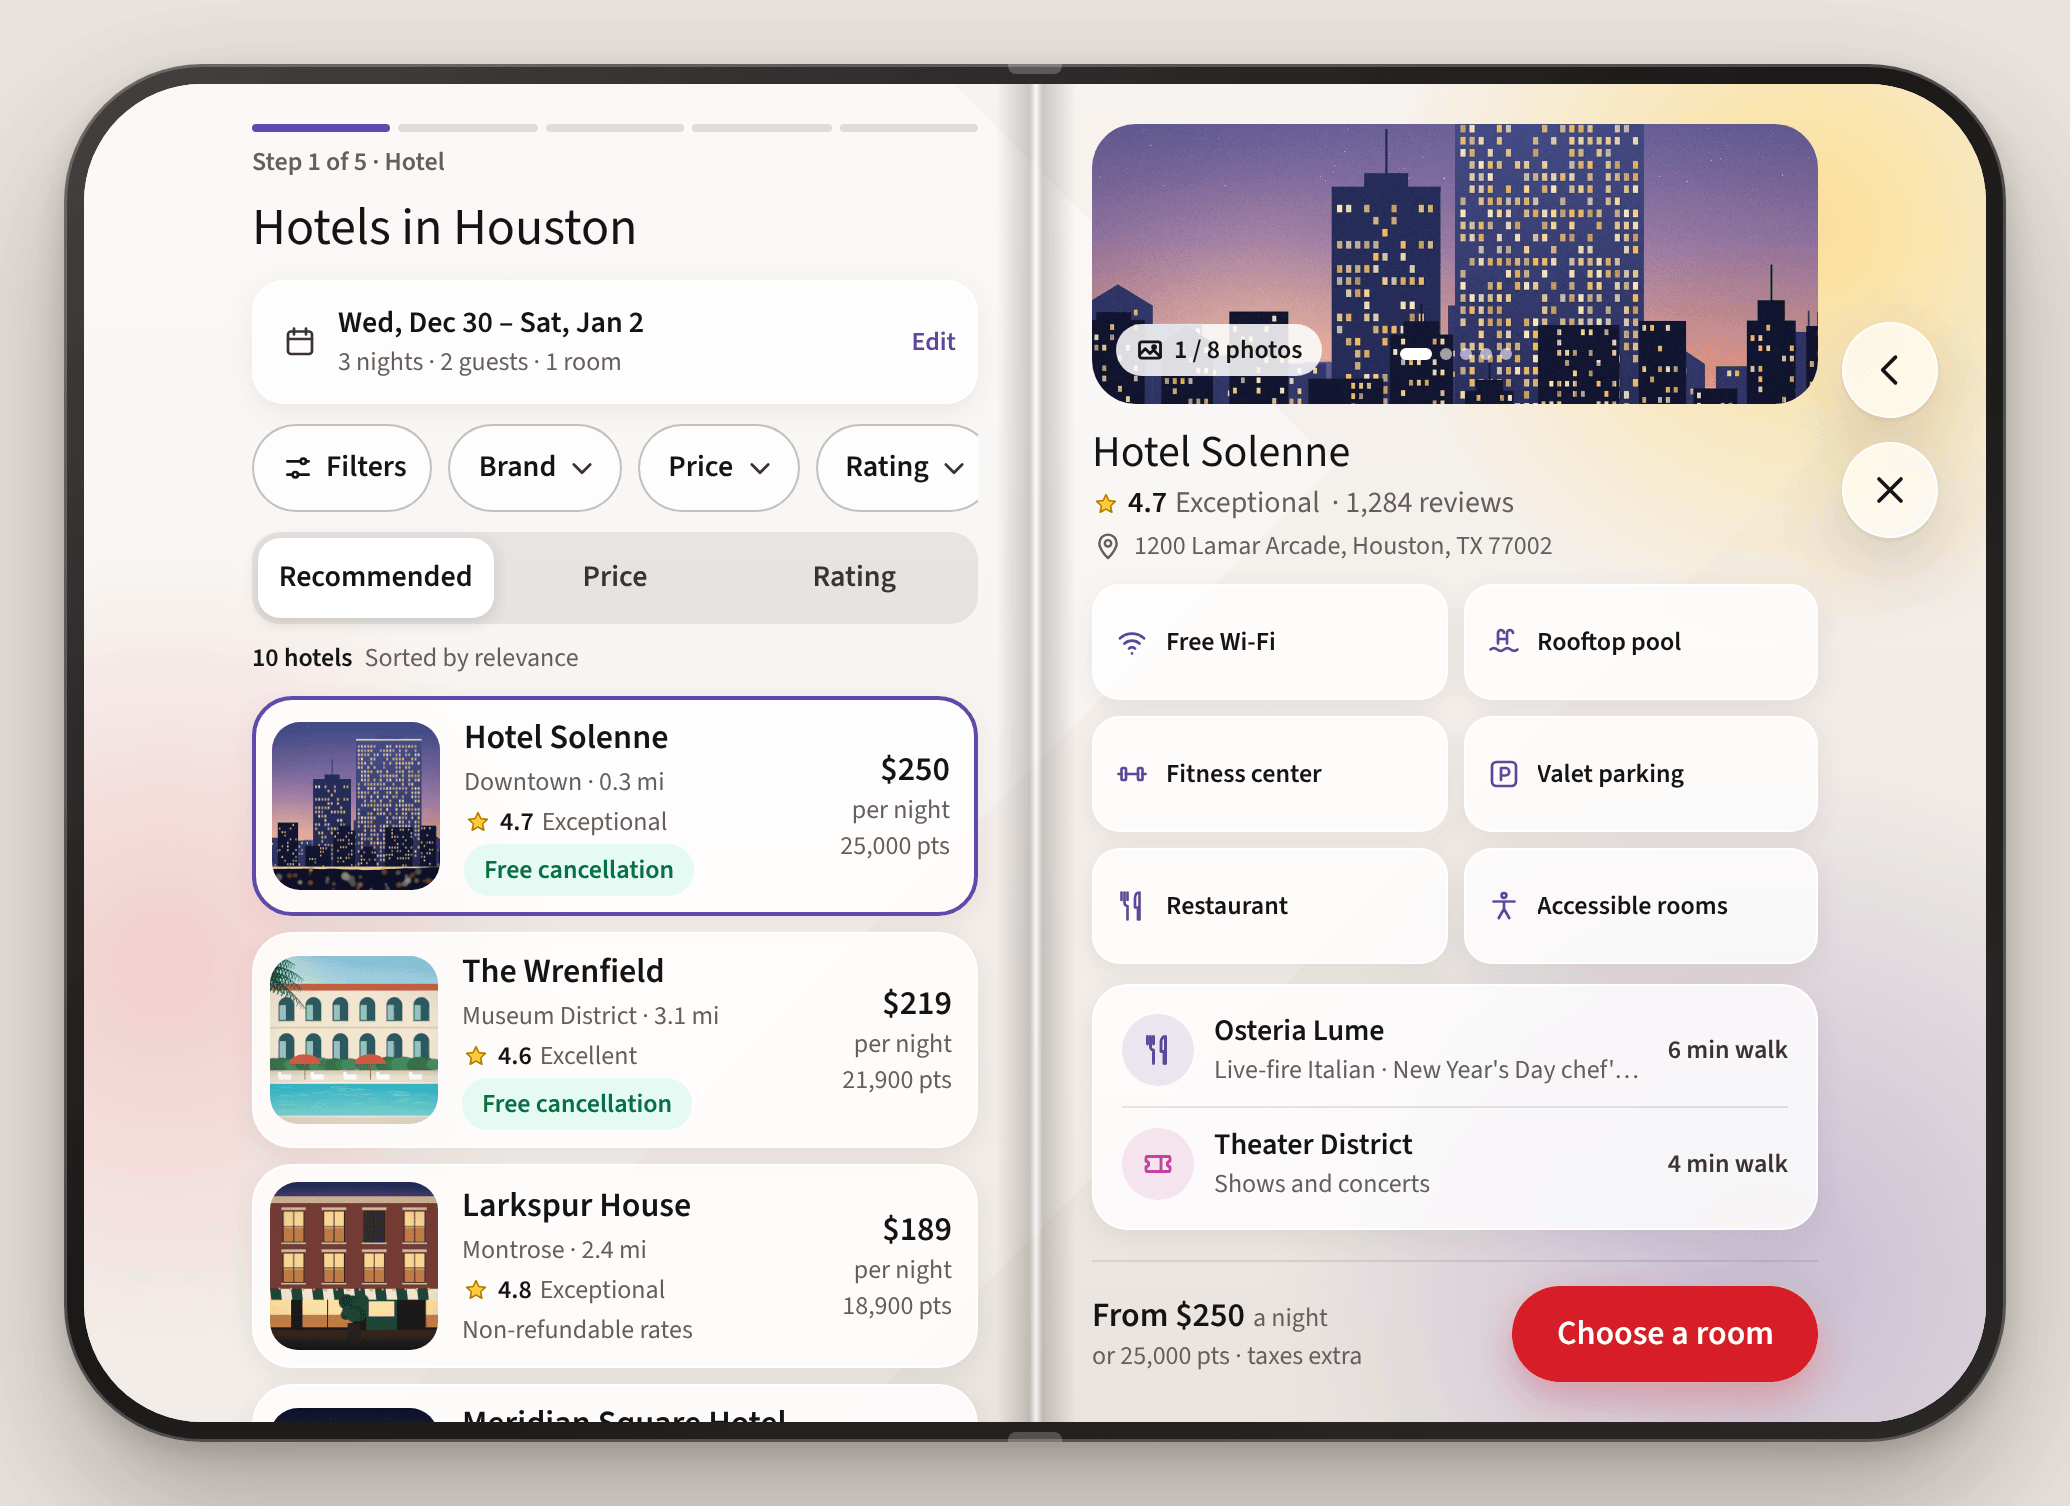 Step 1 of 5 · Hotel
Hotels in Houston
Wed, Dec 30 – Sat, Jan 2
3 nights · 2 guests · 1 room
Edit
Filters
Brand
Price
Rating
Recommended
Price
Rating
10 hotels Sorted by relevance
Hotel Solenne
Downtown · 0.3 mi
4.7 Exceptional
Free cancellation
$250
per night
25,000 pts
The Wrenfield
Museum District · 3.1 mi
4.6 Excellent
Free cancellation
$219
per night
21,900 pts
Larkspur House
Montrose · 2.4 mi
4.8 Exceptional
Non-refundable rates
$189
per night
18,900 pts
Meridian Square Hotel
1 / 8 photos
Hotel Solenne
4.7 Exceptional · 1,284 reviews
1200 Lamar Arcade, Houston, TX 77002
Free Wi-Fi
Rooftop pool
Fitness center
Valet parking
Restaurant
Accessible rooms
Osteria Lume
Live-fire Italian · New Year's Day chef'…
6 min walk
Theater District
Shows and concerts
4 min walk
From $250 a night
or 25,000 pts · taxes extra
Choose a room